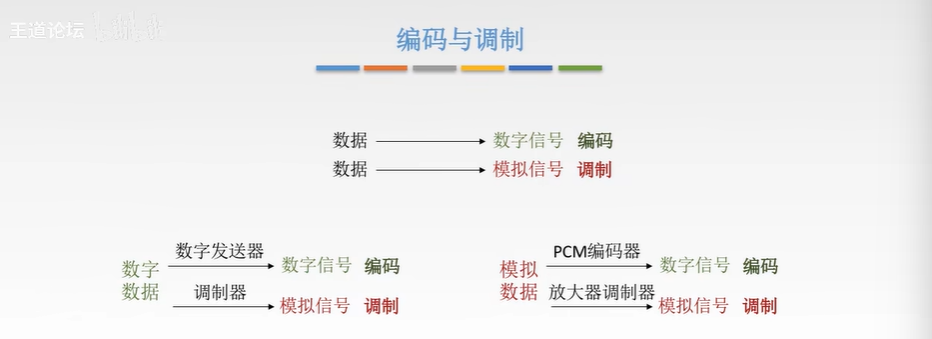 王道论坛
编码与调制
数据 数字信号 编码
数据 模拟信号 调制
数字发送器
数字数据 数字信号 编码
调制器
模拟信号 调制
PCM编码器
模拟数据 数字信号 编码
放大器调制器
模拟信号 调制